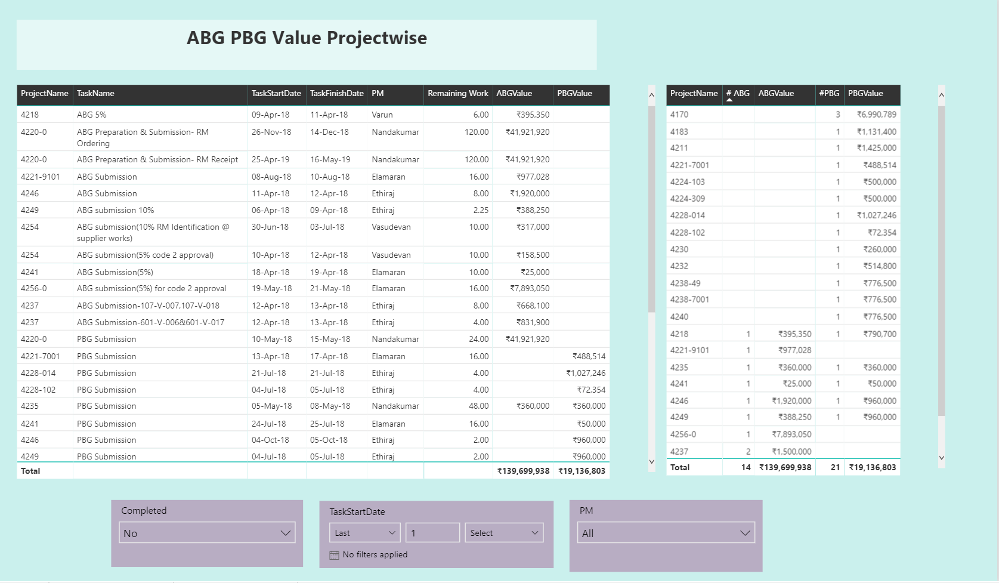 ABG PBG Value Projectwise
ProjectName TaskName TaskStartDate TaskFinishDate PM Remaining Work ABGValue PBGValue
4218 ABG 5% 09-Apr-18 11-Apr-18 Varun 6.00 ₹395,350
4220-0 ABG Preparation & Submission- RM 26-Nov-18 14-Dec-18 Nandakumar 120.00 ₹41,921,920
Ordering
4220-0 ABG Preparation & Submission- RM Receipt 25-Apr-19 16-May-19 Nandakumar 120.00 ₹41,921,920
4221-9101 ABG Submission 08-Aug-18 10-Aug-18 Elamaran 16.00 ₹977,028
4246 ABG Submission 11-Apr-18 12-Apr-18 Ethiraj 8.00 ₹1,920,000
4249 ABG submission 10% 06-Apr-18 09-Apr-18 Ethiraj 2.25 ₹388,250
4254 ABG submission(10% RM Identification @ 30-Jun-18 03-Jul-18 Vasudevan 10.00 ₹317,000
supplier works)
4254 ABG submission(5% code 2 approval) 10-Apr-18 12-Apr-18 Vasudevan 10.00 ₹158,500
4241 ABG Submission(5%) 18-Apr-18 19-Apr-18 Elamaran 10.00 ₹25,000
4256-0 ABG submission(5%) for code 2 approval 19-May-18 21-May-18 Elamaran 16.00 ₹7,893,050
4237 ABG Submission-107-V-007,107-V-018 12-Apr-18 13-Apr-18 Ethiraj 8.00 ₹668,100
4237 ABG Submission-601-V-006&601-V-017 12-Apr-18 13-Apr-18 Ethiraj 4.00 ₹831,900
4220-0 PBG Submission 10-May-18 15-May-18 Nandakumar 24.00 ₹41,921,920
4221-7001 PBG Submission 13-Apr-18 17-Apr-18 Elamaran 16.00 ₹488,514
4228-014 PBG Submission 21-Jul-18 21-Jul-18 Ethiraj 4.00 ₹1,027,246
4228-102 PBG Submission 04-Jul-18 05-Jul-18 Ethiraj 4.00 ₹72,354
4235 PBG Submission 05-May-18 08-May-18 Nandakumar 48.00 ₹360,000 ₹360,000
4241 PBG Submission 24-Jul-18 25-Jul-18 Elamaran 16.00 ₹50,000
4246 PBG Submission 04-Oct-18 05-Oct-18 Ethiraj 2.00 ₹960,000
4249 PBG Submission 04-Jul-18 05-Jul-18 Ethiraj 2.00 ₹960,000
Total ₹139,699,938 ₹19,136,803
ProjectName # ABG ABGValue #PBG PBGValue
4170 3 ₹6,990,789
4183 1 ₹1,131,400
4211 1 ₹1,425,000
4221-7001 1 ₹488,514
4224-103 1 ₹500,000
4224-309 1 ₹500,000
4228-014 1 ₹1,027,246
4228-102 1 ₹72,354
4230 1 ₹260,000
4232 1 ₹514,800
4238-49 1 ₹776,500
4238-7001 1 ₹776,500
4240 1 ₹776,500
4218 1 ₹395,350 1 ₹790,700
4221-9101 1 ₹977,028
4235 1 ₹360,000 1 ₹360,000
4241 1 ₹25,000 1 ₹50,000
4246 1 ₹1,920,000 1 ₹960,000
4249 1 ₹388,250 1 ₹960,000
4256-0 1 ₹7,893,050
4237 2 ₹1,500,000
Total 14 ₹139,699,938 21 ₹19,136,803
Completed
No
TaskStartDate
Last 1 Select
No filters applied
PM
All